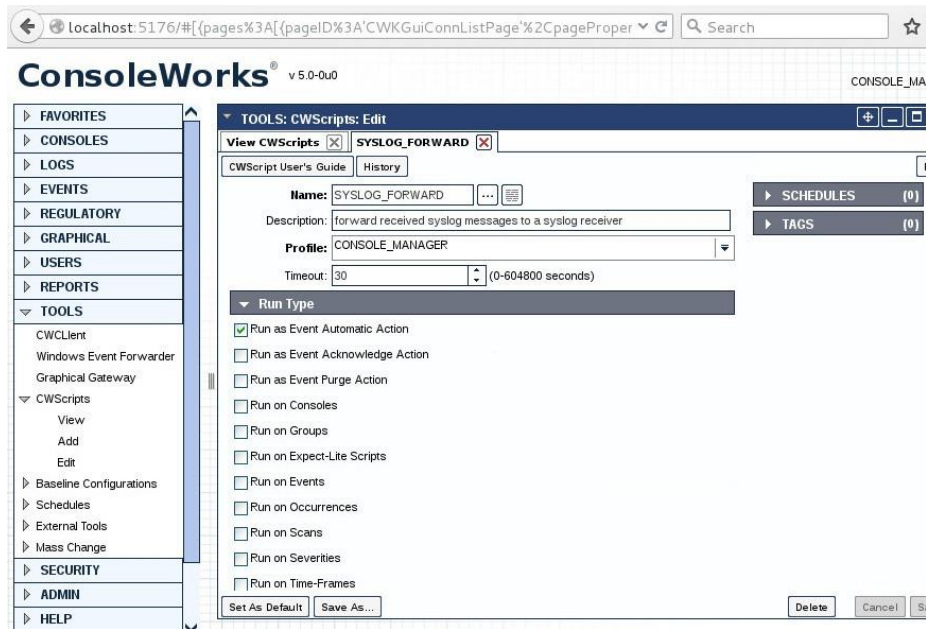 localhost:5176/#[{pages%3A[{pageID%3A'CWKGuiConnListPage'%2CpageProper
Search
ConsoleWorks® v 5.0-0u0
CONSOLE_MA
FAVORITES
CONSOLES
LOGS
EVENTS
REGULATORY
GRAPHICAL
USERS
REPORTS
TOOLS
CWCLIent
Windows Event Forwarder
Graphical Gateway
CWScripts
View
Add
Edit
Baseline Configurations
Schedules
External Tools
Mass Change
SECURITY
ADMIN
HELP
TOOLS: CWScripts: Edit
View CWScripts SYSLOG_FORWARD
CWScript User's Guide History
Name: SYSLOG_FORWARD ...
Description: forward received syslog messages to a syslog receiver
Profile: CONSOLE_MANAGER
Timeout: 30 (0-604800 seconds)
Run Type
Run as Event Automatic Action
Run as Event Acknowledge Action
Run as Event Purge Action
Run on Consoles
Run on Groups
Run on Expect-Lite Scripts
Run on Events
Run on Occurrences
Run on Scans
Run on Severities
Run on Time-Frames
SCHEDULES (0)
TAGS (0)
Set As Default Save As... Delete Cancel